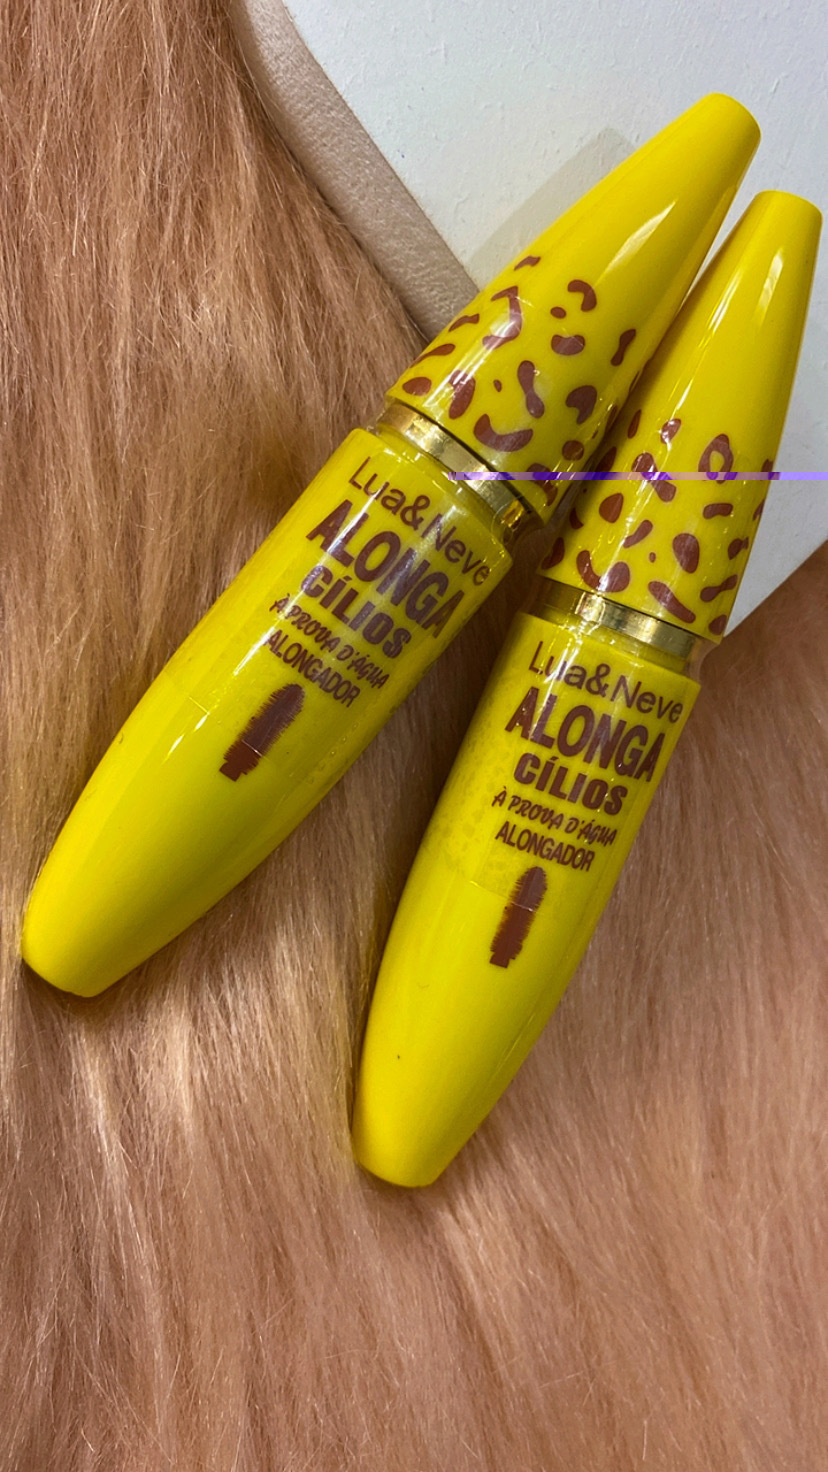 Lua&Neve
ALONGA
CÍLIOS
À PROVA D'ÁGUA
ALONGADOR
Lua&Neve
ALONGA
CÍLIOS
À PROVA D'ÁGUA
ALONGADOR